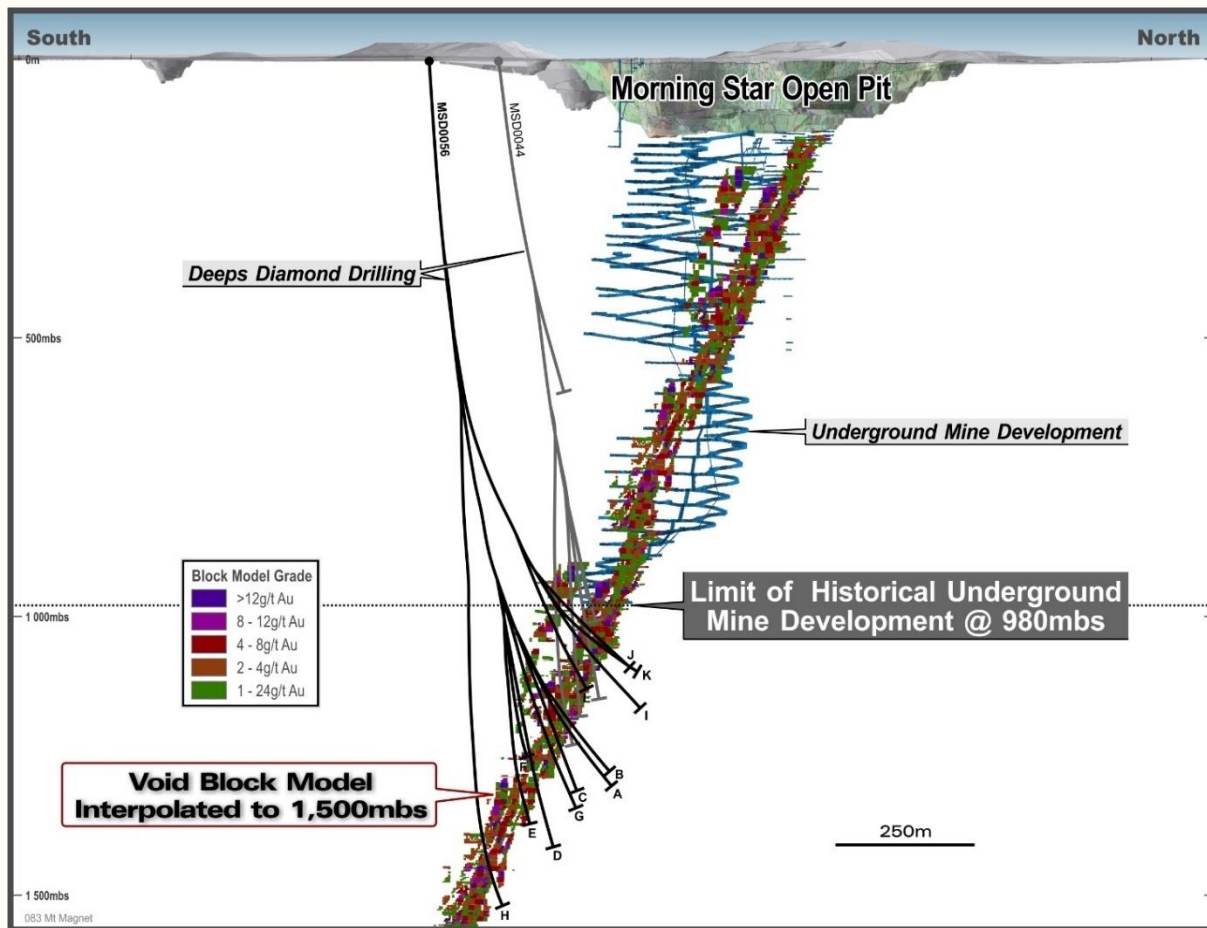 South
North
0m
Morning Star Open Pit
MSD0056
MSD0044
Deeps Diamond Drilling
500mbs
Underground Mine Development
Block Model Grade
>12g/t Au
8 - 12g/t Au
4 - 8g/t Au
2 - 4g/t Au
1 - 24g/t Au
Limit of Historical Underground
Mine Development @ 980mbs
1 000mbs
J
K
L
I
Void Block Model
Interpolated to 1,500mbs
F
B
A
C
G
E
D
250m
1 500mbs
H
083 Mt Magnet